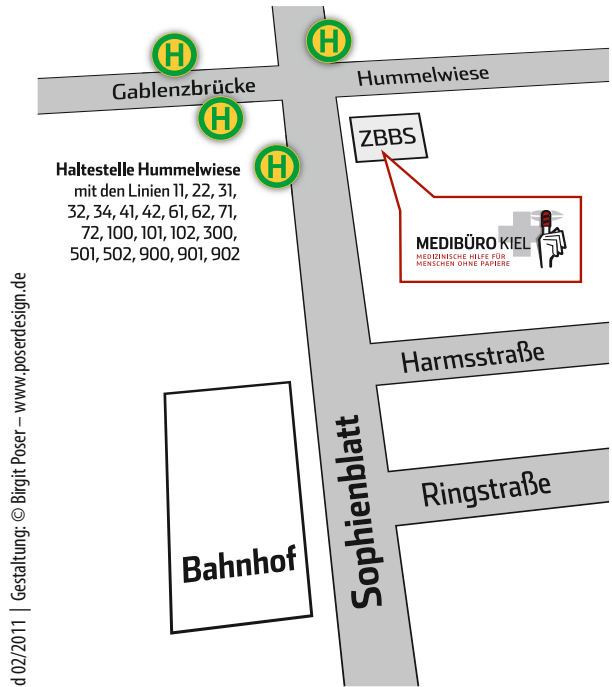 H
H
H
H
Gablenzbrücke
Hummelwiese
ZBBS
Haltestelle Hummelwiese
mit den Linien 11, 22, 31,
32, 34, 41, 42, 61, 62, 71,
72, 100, 101, 102, 300,
501, 502, 900, 901, 902
MEDIBÜRO KIEL
MEDIZINISCHE HILFE FÜR
MENSCHEN OHNE PAPIERE
Harmsstraße
Ringstraße
Sophienblatt
Bahnhof
d 02/2011 | Gestaltung: © Birgit Poser – www.poserdesign.de